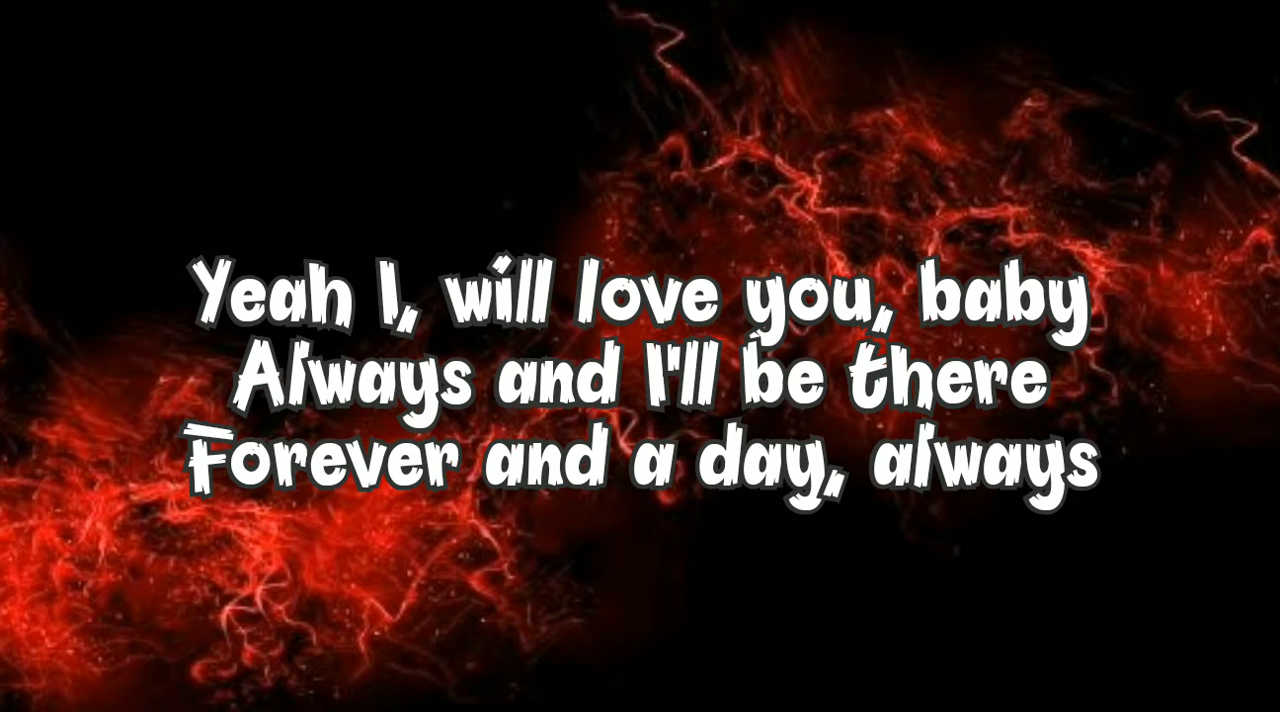 Yeah I, will love you, baby
Always and I'll be there
Forever and a day, always